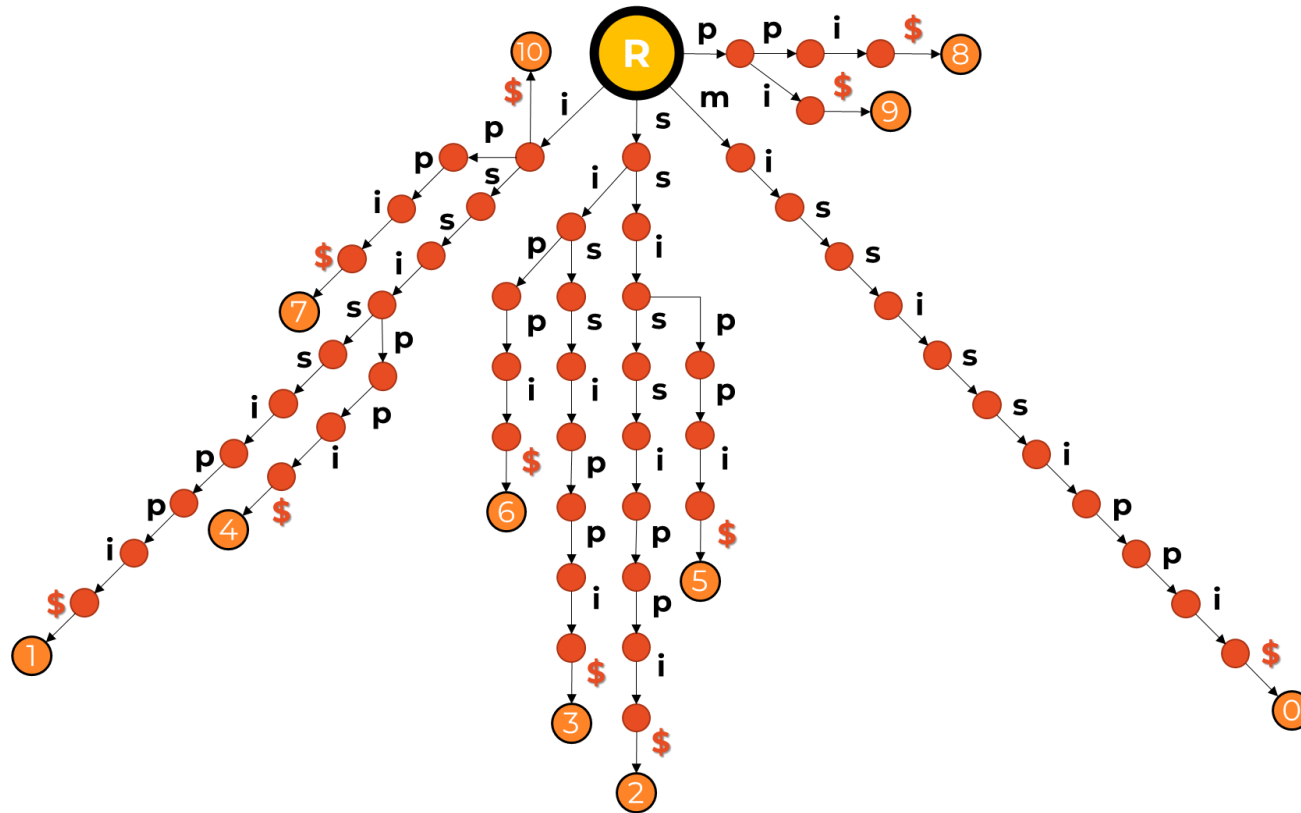 p p i $
10 R 8
$ i m i $
9
p s
p s i s i
i s s
$ i p s i s
7 s p s s p i
s p s
i p i i s p s
p i $ p i i i
p $ 6 p
4 p p $
i p
$ 5 i p i
1 $ i $
3 0
$
2